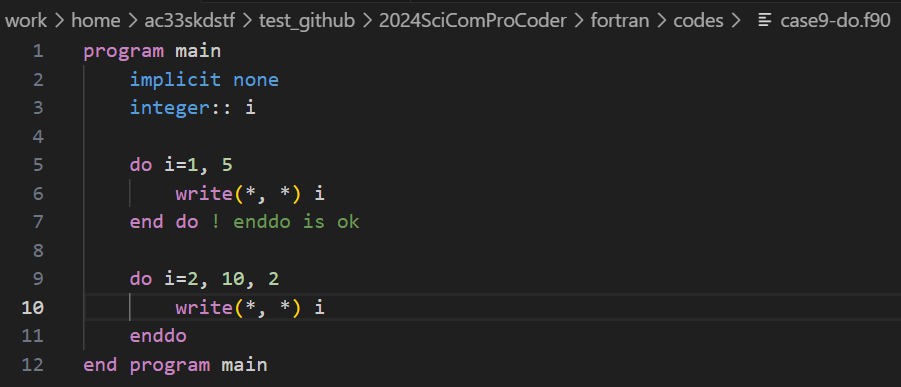 work > home > ac33skdstf > test_github > 2024SciComProCoder > fortran > codes > case9-do.f90
1 program main
2     implicit none
3     integer:: i
4
5     do i=1, 5
6         write(*, *) i
7     end do ! enddo is ok
8
9     do i=2, 10, 2
10         write(*, *) i
11     enddo
12 end program main